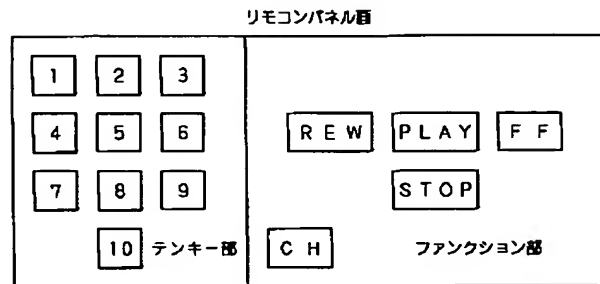 リモコンパネル面
1 2 3
4 5 6 REW PLAY FF
7 8 9 STOP
10 テンキー部 CH ファンクション部